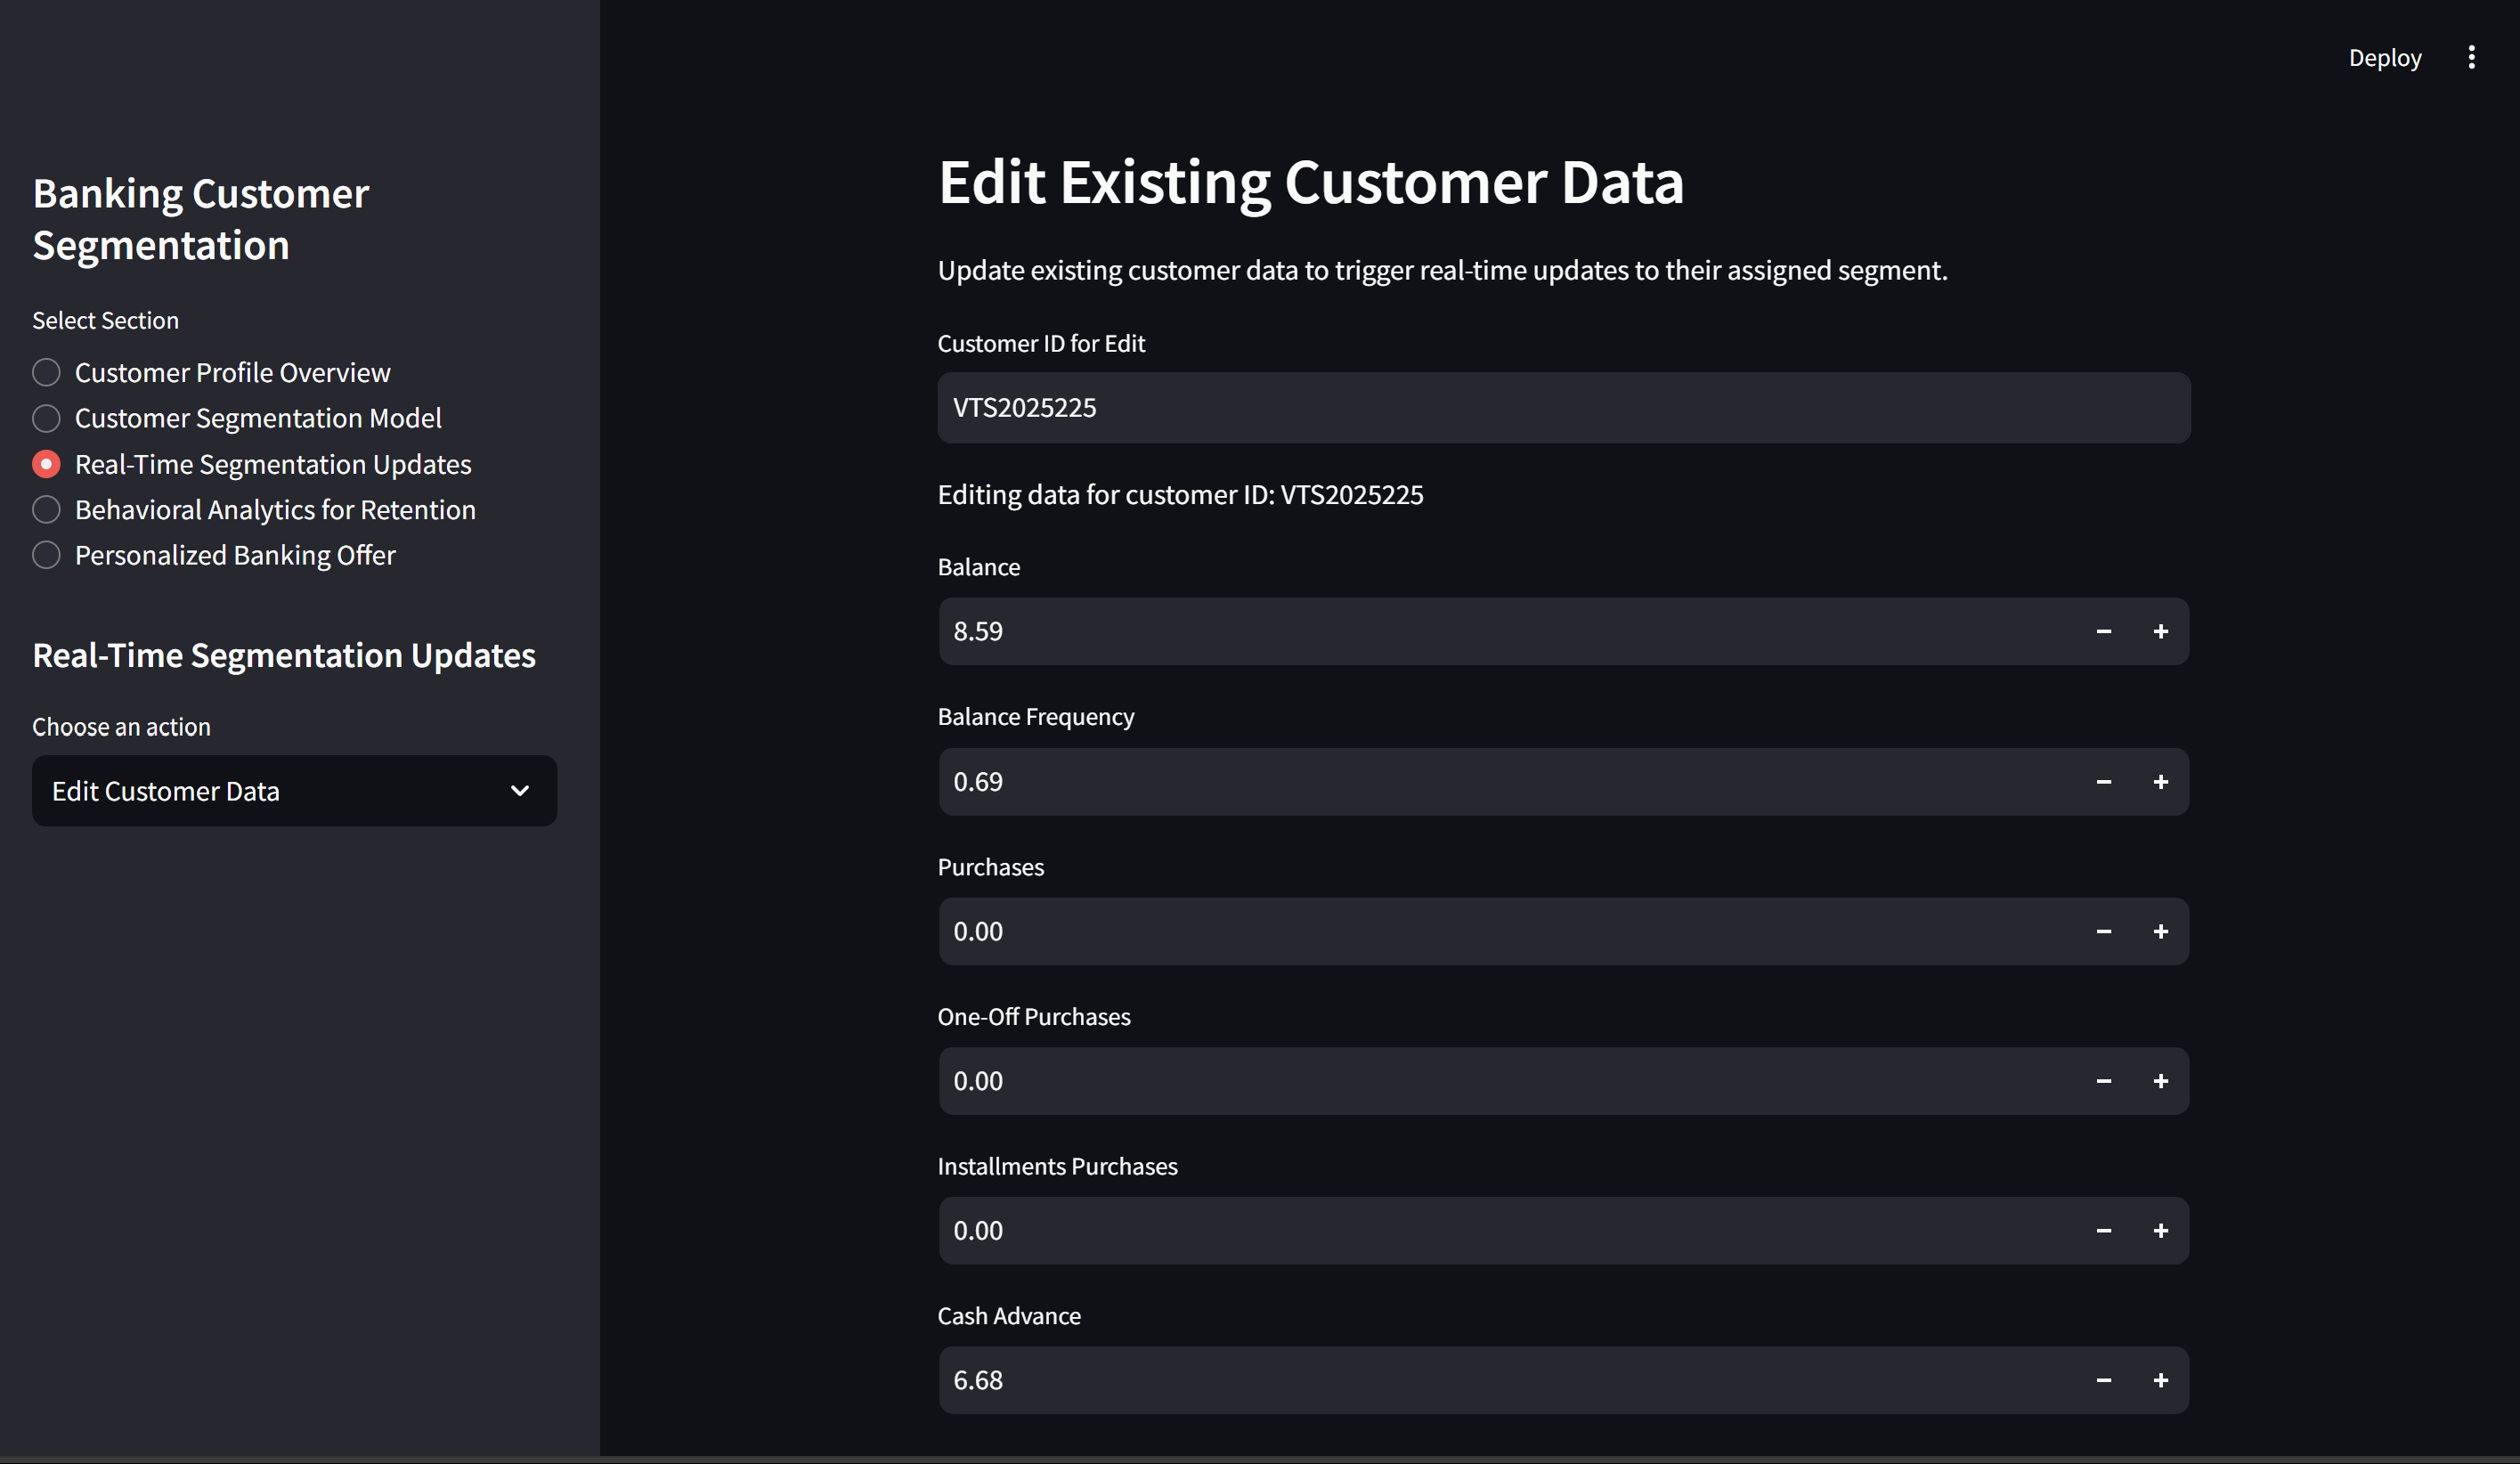 Deploy
Banking Customer
Segmentation
Select Section
Customer Profile Overview
Customer Segmentation Model
Real-Time Segmentation Updates
Behavioral Analytics for Retention
Personalized Banking Offer
Real-Time Segmentation Updates
Choose an action
Edit Customer Data
Edit Existing Customer Data
Update existing customer data to trigger real-time updates to their assigned segment.
Customer ID for Edit
VTS2025225
Editing data for customer ID: VTS2025225
Balance
8.59
Balance Frequency
0.69
Purchases
0.00
One-Off Purchases
0.00
Installments Purchases
0.00
Cash Advance
6.68